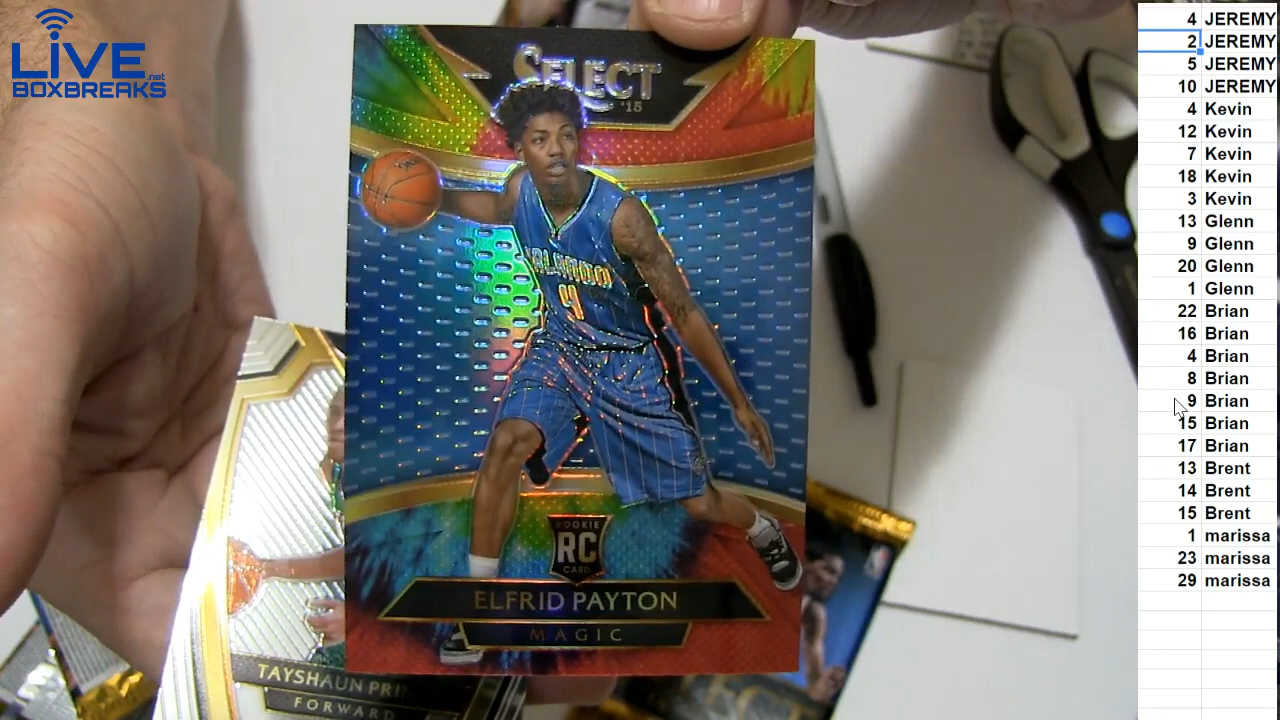 LIVE
BOXBREAKS.net
SELECT
'15
ORLANDO
4
ROOKIE
RC
CARD
ELFRID PAYTON
MAGIC
TAYSHAUN PRIN
FORWARD
4 JEREMY
2 JEREMY
5 JEREMY
10 JEREMY
4 Kevin
12 Kevin
7 Kevin
18 Kevin
3 Kevin
13 Glenn
9 Glenn
20 Glenn
1 Glenn
22 Brian
16 Brian
4 Brian
8 Brian
9 Brian
15 Brian
17 Brian
13 Brent
14 Brent
15 Brent
1 marissa
23 marissa
29 marissa